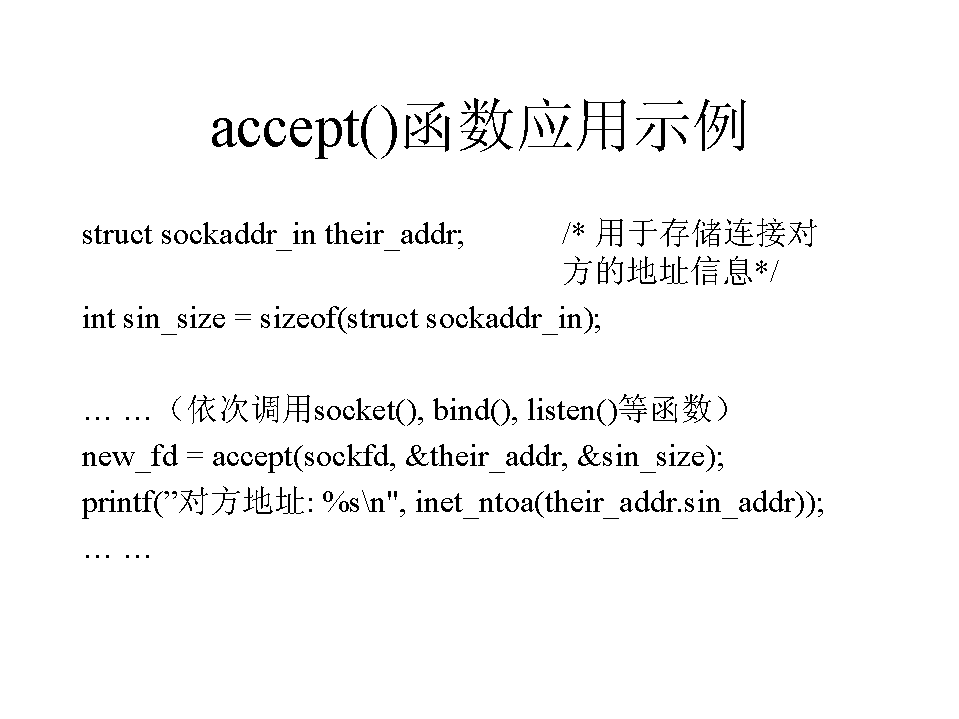 accept()函数应用示例
struct sockaddr_in their_addr; /* 用于存储连接对
方的地址信息*/
int sin_size = sizeof(struct sockaddr_in);
… …（依次调用socket(), bind(), listen()等函数）
new_fd = accept(sockfd, &their_addr, &sin_size);
printf(”对方地址: %s\n", inet_ntoa(their_addr.sin_addr));
… …